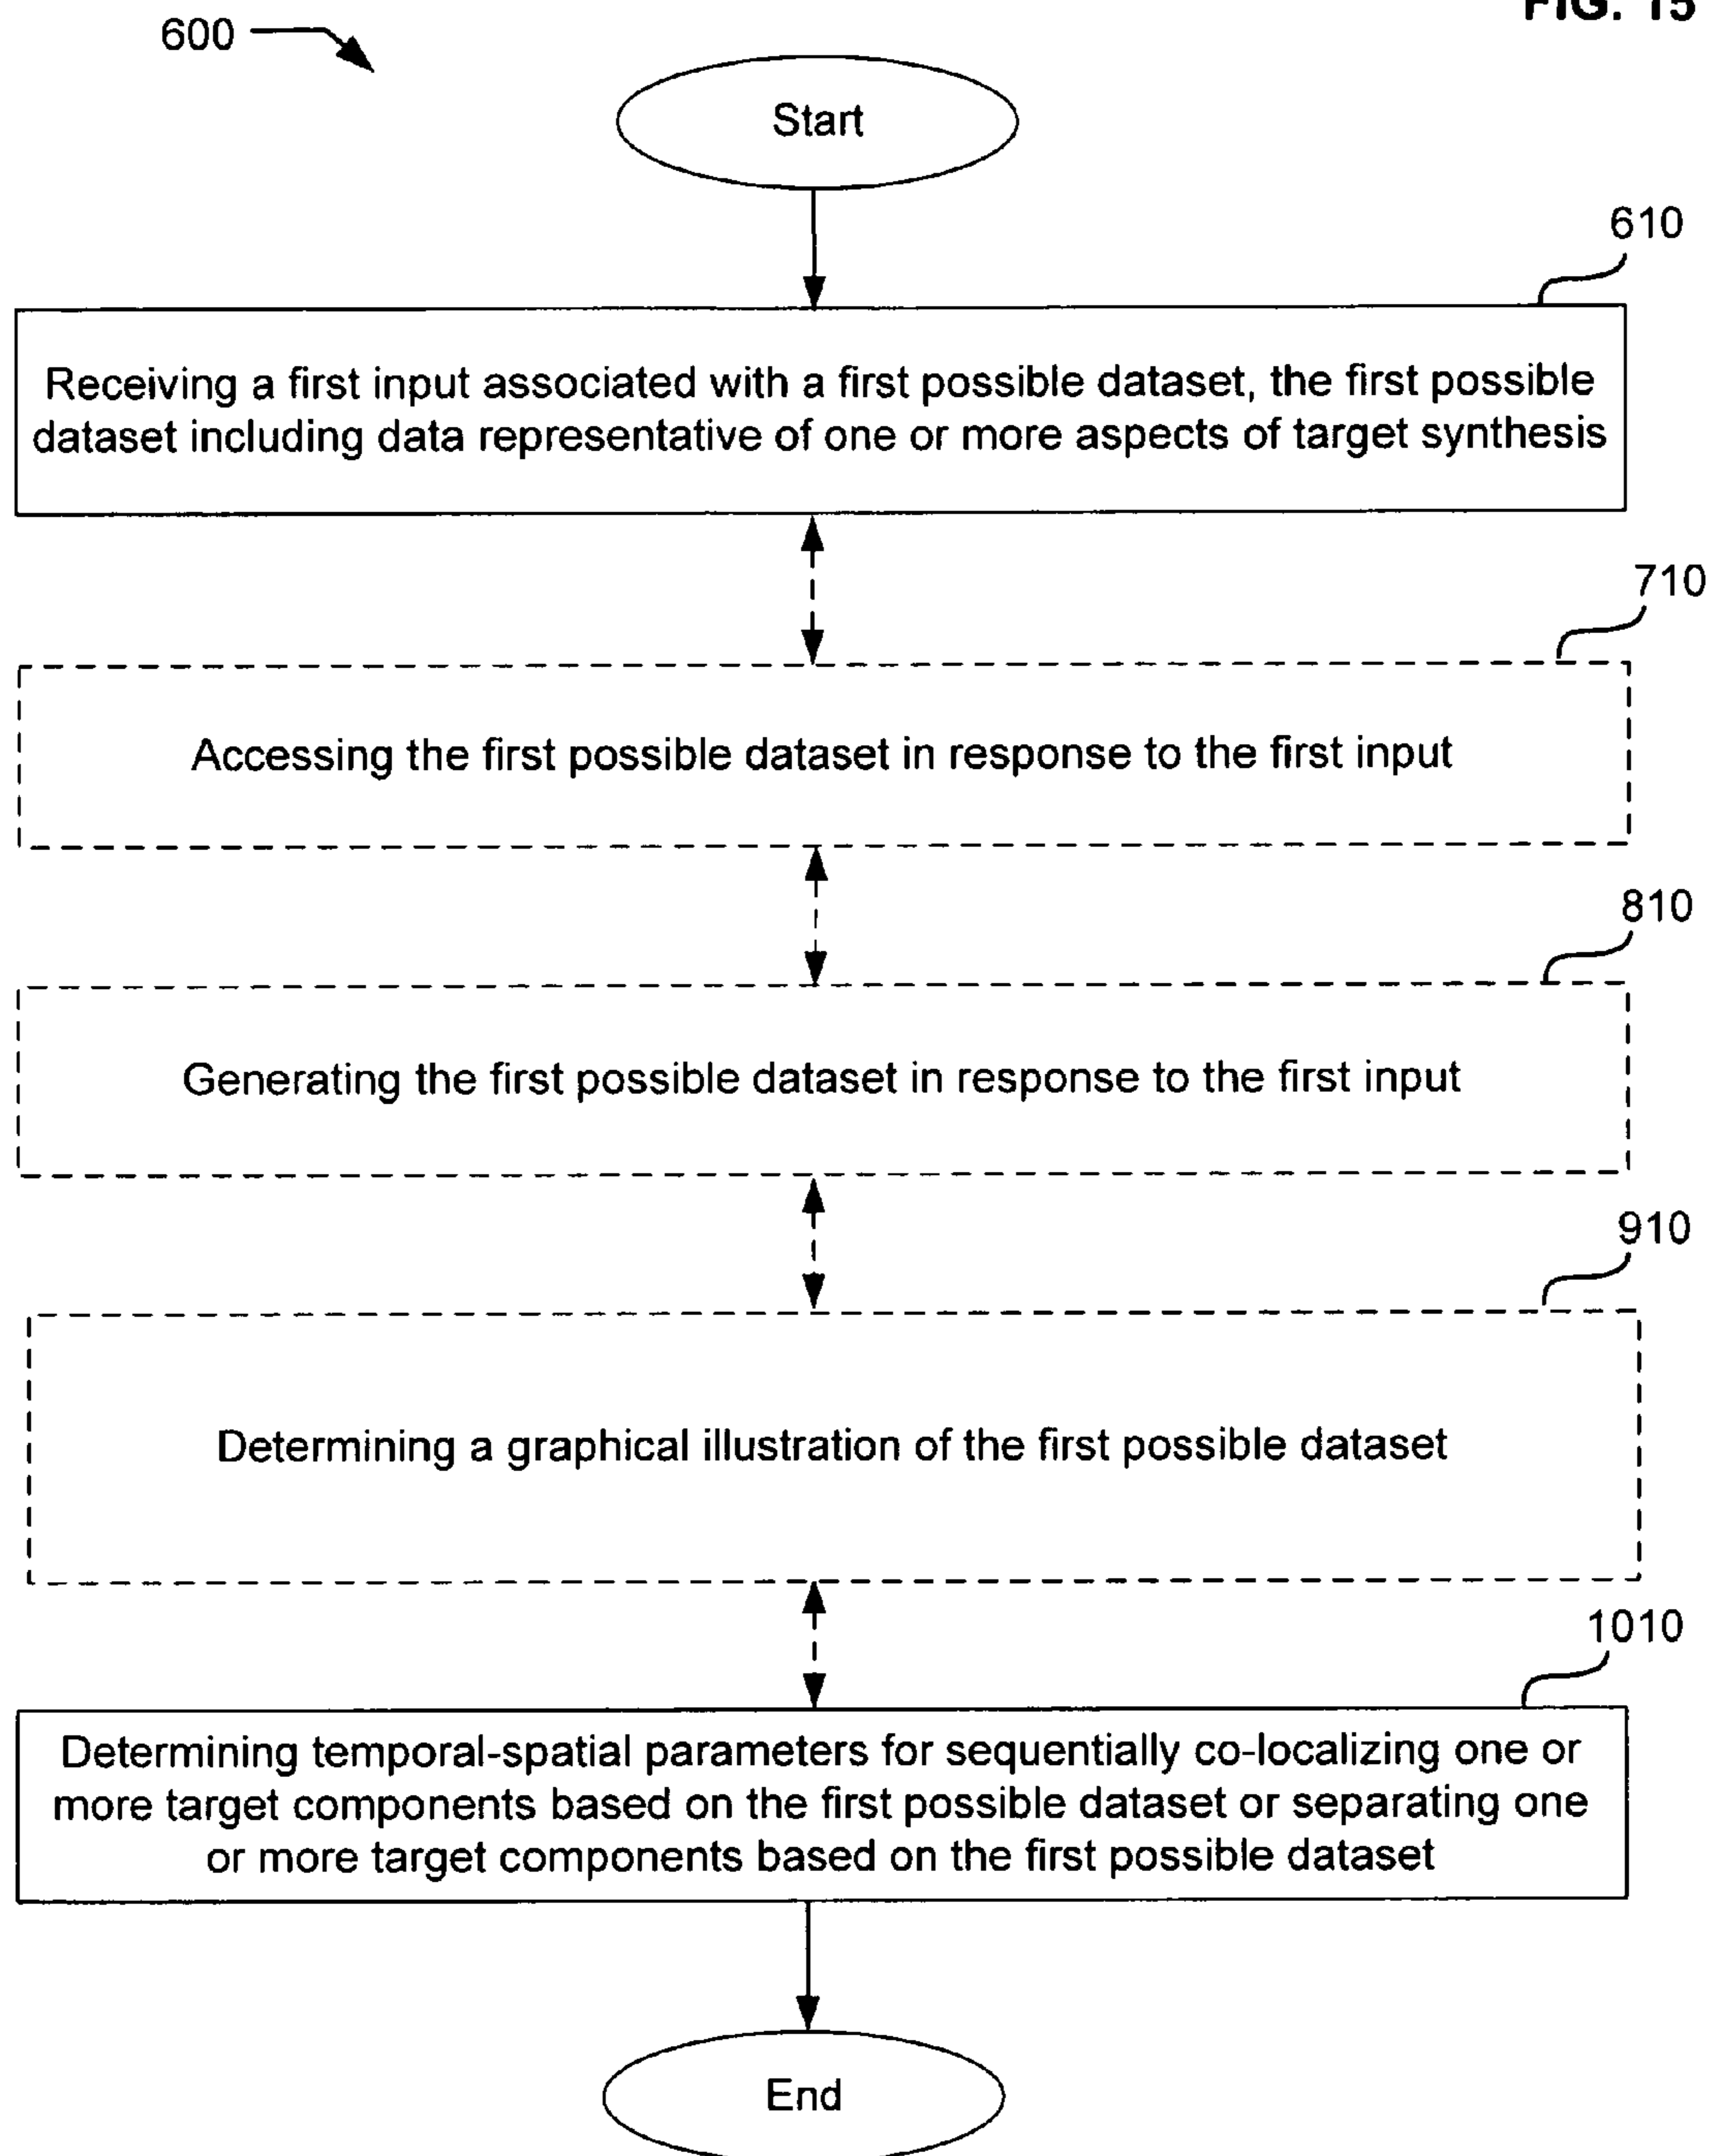 FIG. 15
600
Start
610
Receiving a first input associated with a first possible dataset, the first possible
dataset including data representative of one or more aspects of target synthesis
710
Accessing the first possible dataset in response to the first input
810
Generating the first possible dataset in response to the first input
910
Determining a graphical illustration of the first possible dataset
1010
Determining temporal-spatial parameters for sequentially co-localizing one or
more target components based on the first possible dataset or separating one
or more target components based on the first possible dataset
End